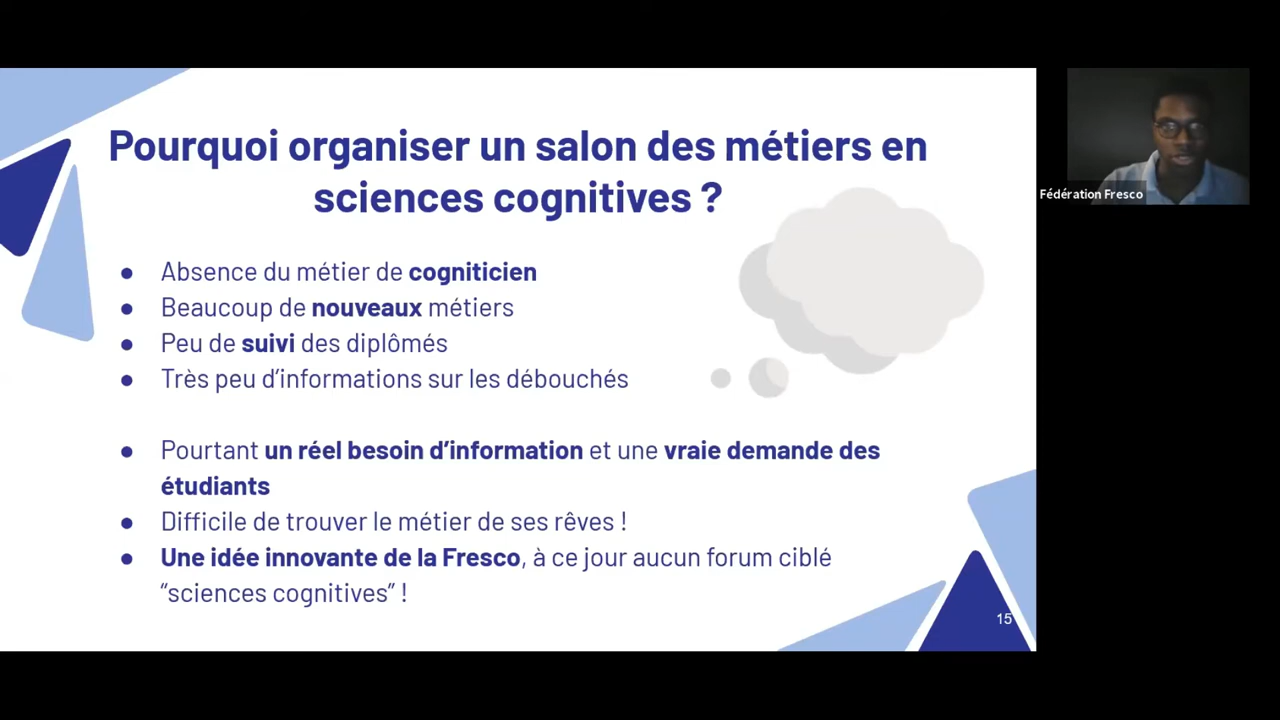 Pourquoi organiser un salon des métiers en
sciences cognitives ?
● Absence du métier de cogniticien
● Beaucoup de nouveaux métiers
● Peu de suivi des diplômés
● Très peu d’informations sur les débouchés
● Pourtant un réel besoin d’information et une vraie demande des
étudiants
● Difficile de trouver le métier de ses rêves !
● Une idée innovante de la Fresco, à ce jour aucun forum ciblé
“sciences cognitives” !
15
Fédération Fresco